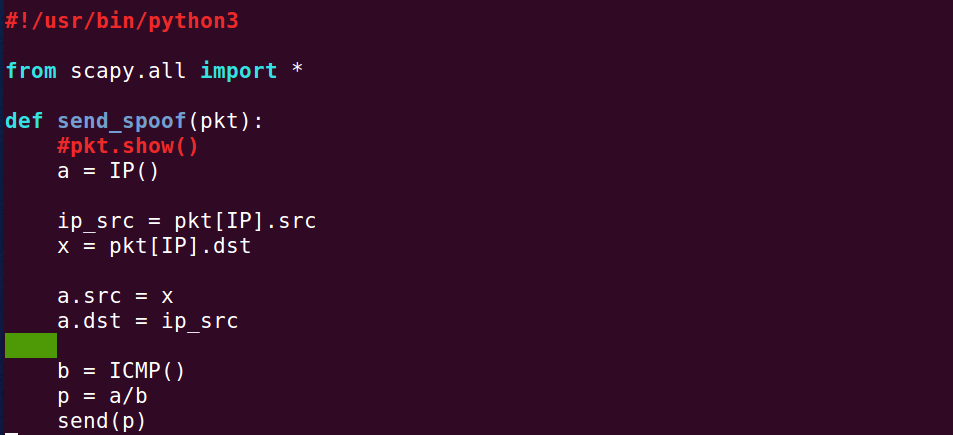 #!/usr/bin/python3
from scapy.all import *
def send_spoof(pkt):
    #pkt.show()
    a = IP()
    ip_src = pkt[IP].src
    x = pkt[IP].dst
    a.src = x
    a.dst = ip_src
    b = ICMP()
    p = a/b
    send(p)